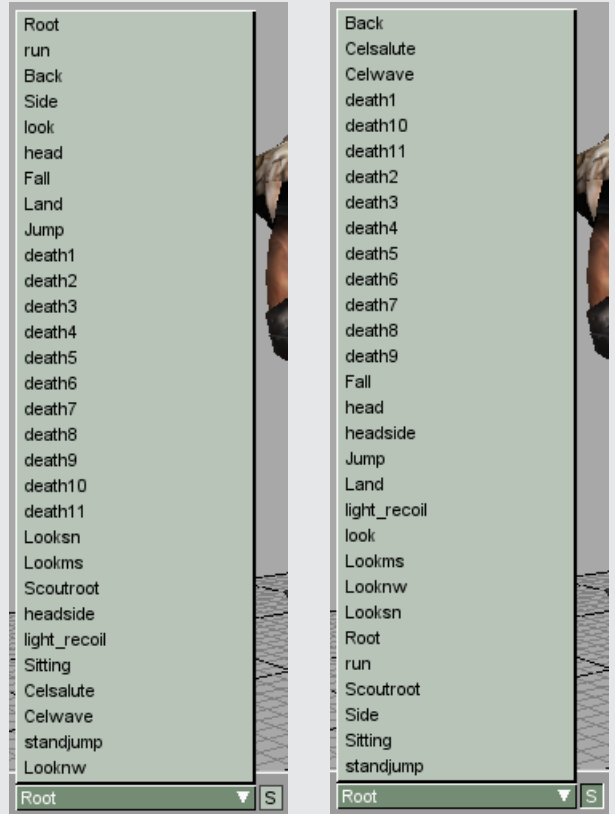 Root
run
Back
Side
look
head
Fall
Land
Jump
death1
death2
death3
death4
death5
death6
death7
death8
death9
death10
death11
Looksn
Lookms
Scoutroot
headside
light_recoil
Sitting
Celsalute
Celwave
standjump
Looknw
Root S
Back
Celsalute
Celwave
death1
death10
death11
death2
death3
death4
death5
death6
death7
death8
death9
Fall
head
headside
Jump
Land
light_recoil
look
Lookms
Looknw
Looksn
Root
run
Scoutroot
Side
Sitting
standjump
Root S